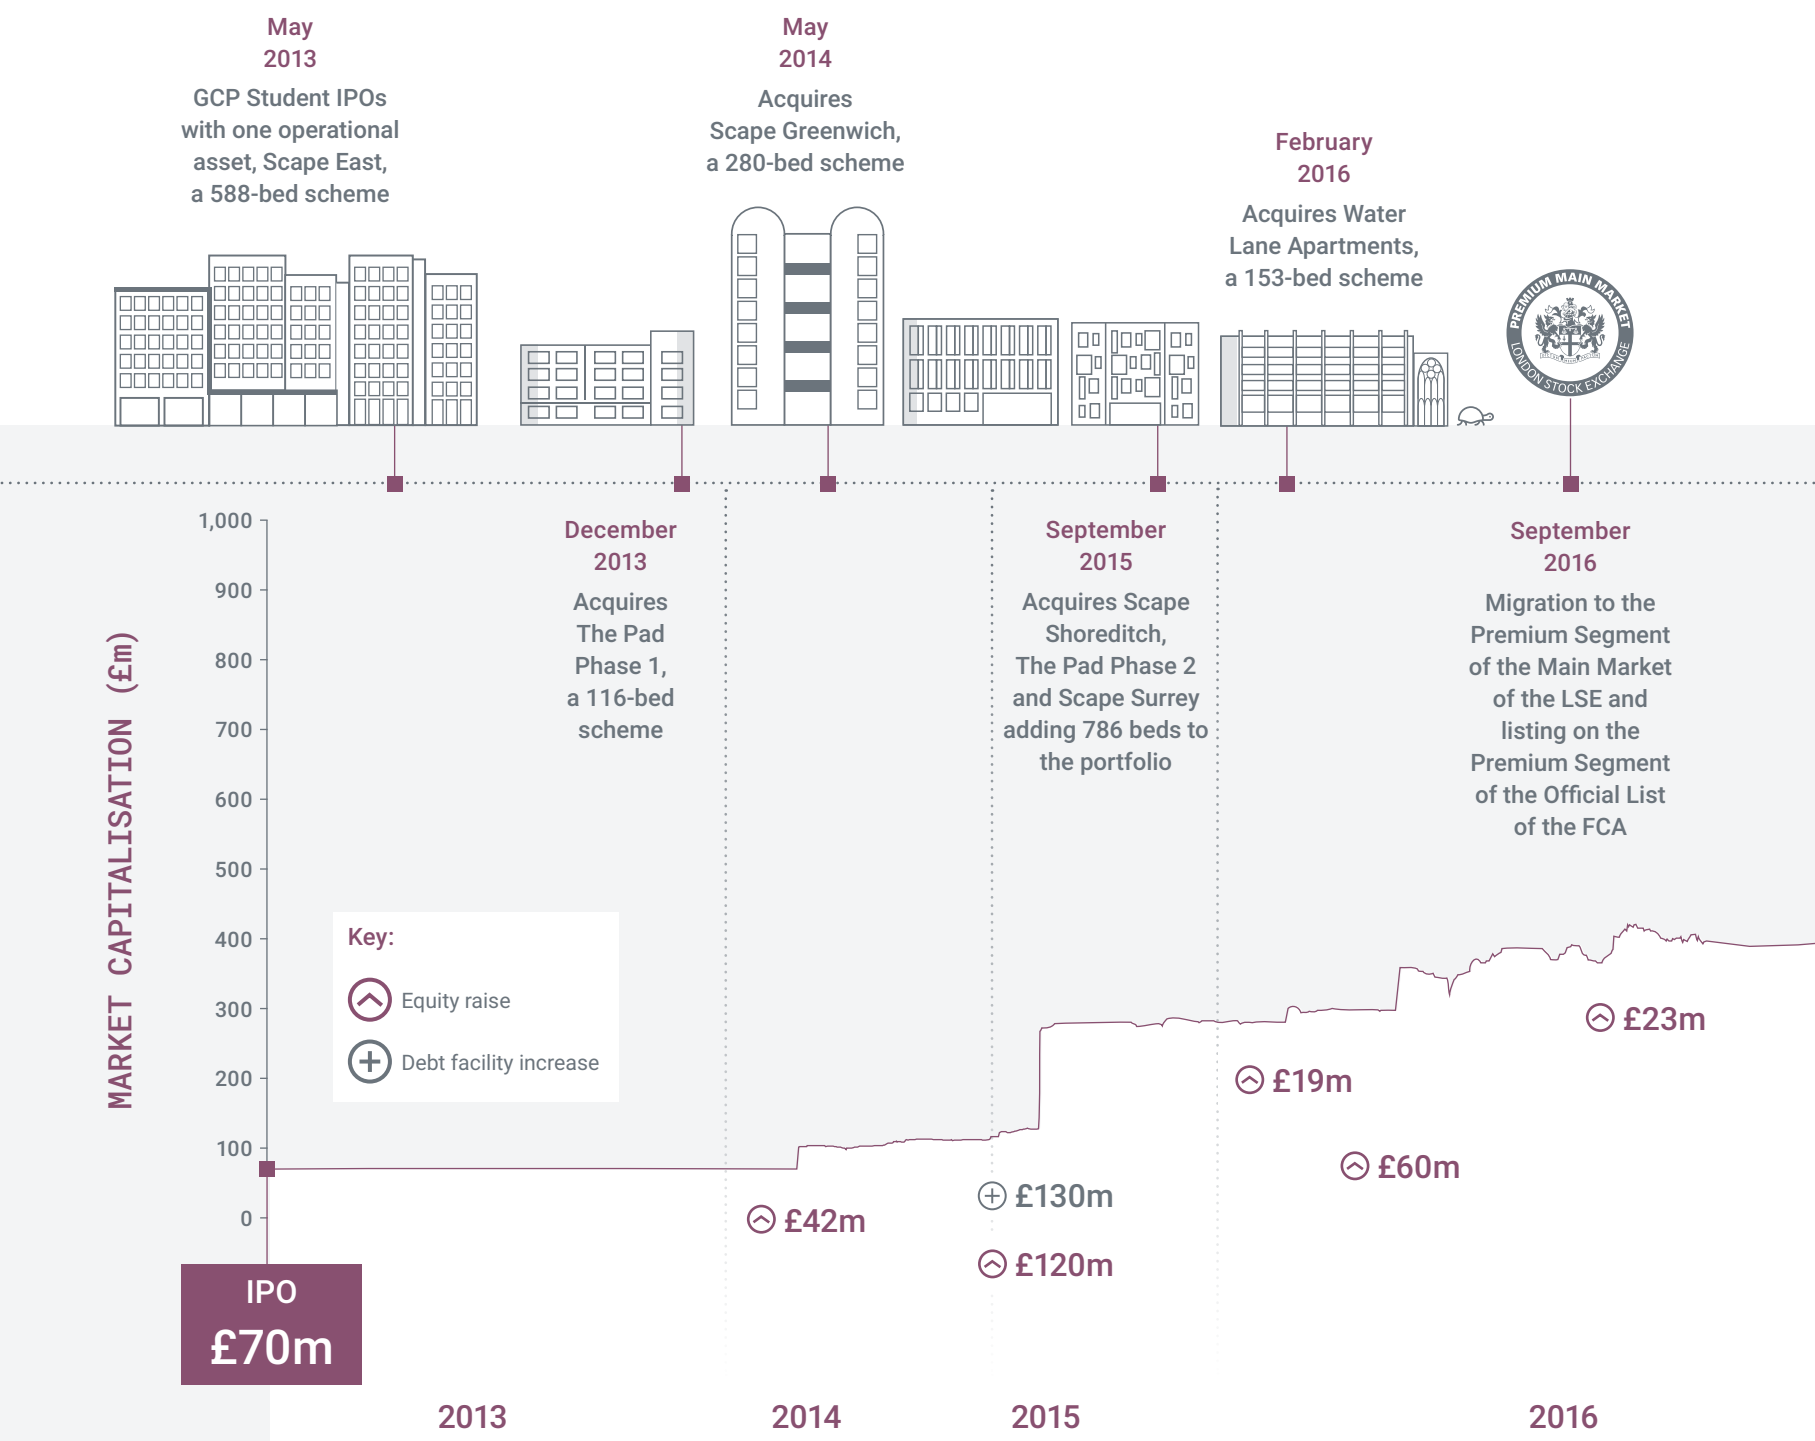 May
2013
GCP Student IPOs
with one operational
asset, Scape East,
a 588-bed scheme
May
2014
Acquires
Scape Greenwich,
a 280-bed scheme
February
2016
Acquires Water
Lane Apartments,
a 153-bed scheme
PREMIUM MAIN MARKET
LONDON STOCK EXCHANGE
December
2013
Acquires
The Pad
Phase 1,
a 116-bed
scheme
September
2015
Acquires Scape
Shoreditch,
The Pad Phase 2
and Scape Surrey
adding 786 beds to
the portfolio
September
2016
Migration to the
Premium Segment
of the Main Market
of the LSE and
listing on the
Premium Segment
of the Official List
of the FCA
MARKET CAPITALISATION (£m)
1,000
900
800
700
600
500
400
300
200
100
0
Key:
Equity raise
Debt facility increase
£42m
£130m
£120m
£19m
£60m
£23m
IPO
£70m
2013
2014
2015
2016